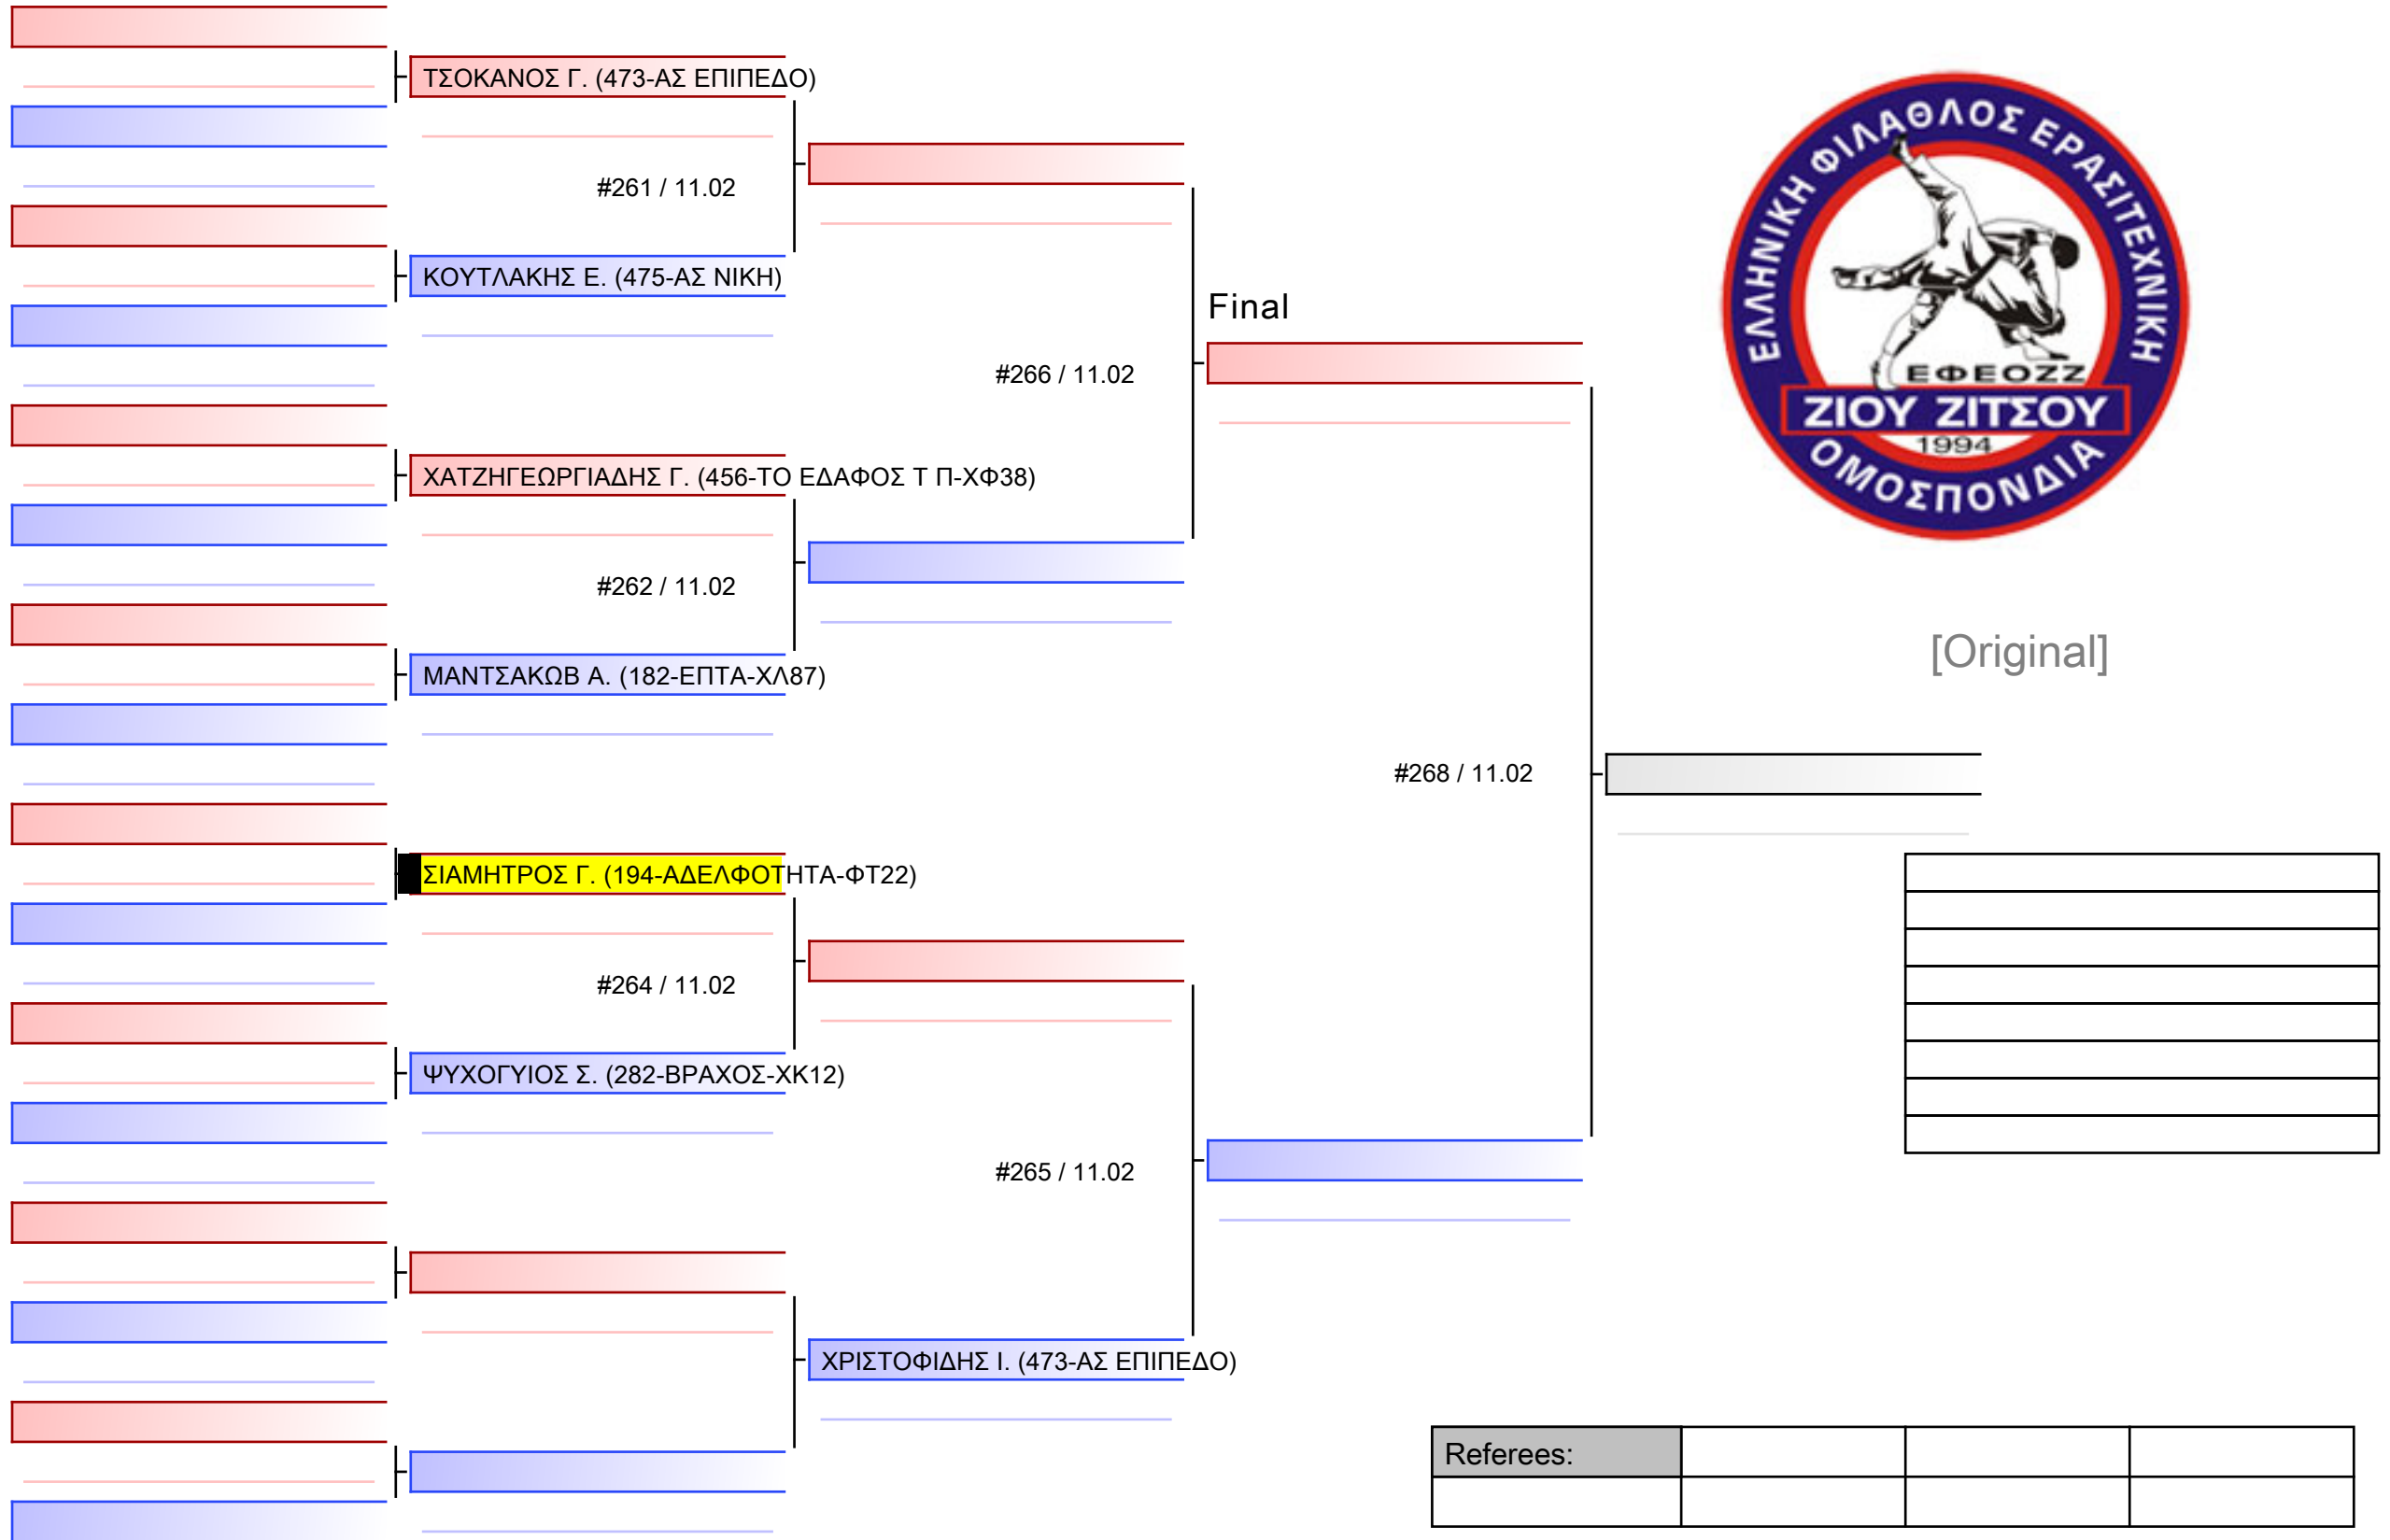 ΤΣΟΚΑΝΟΣ Γ. (473-ΑΣ ΕΠΙΠΕΔΟ)
#261 / 11.02
ΚΟΥΤΛΑΚΗΣ Ε. (475-ΑΣ ΝΙΚΗ)
Final
#266 / 11.02
ΧΑΤΖΗΓΕΩΡΓΙΑΔΗΣ Γ. (456-ΤΟ ΕΔΑΦΟΣ Τ Π-ΧΦ38)
#262 / 11.02
ΜΑΝΤΣΑΚΩΒ Α. (182-ΕΠΤΑ-ΧΛ87)
#268 / 11.02
ΣΙΑΜΗΤΡΟΣ Γ. (194-ΑΔΕΛΦΟΤΗΤΑ-ΦΤ22)
#264 / 11.02
ΨΥΧΟΓΥΙΟΣ Σ. (282-ΒΡΑΧΟΣ-ΧΚ12)
#265 / 11.02
ΧΡΙΣΤΟΦΙΔΗΣ Ι. (473-ΑΣ ΕΠΙΠΕΔΟ)
ΕΛΛΗΝΙΚΗ ΦΙΛΑΘΛΟΣ ΕΡΑΣΙΤΕΧΝΙΚΗ
ΕΦΕΟΖΖ
ΖΙΟΥ ΖΙΤΣΟΥ
1994
ΟΜΟΣΠΟΝΔΙΑ
[Original]
Referees: